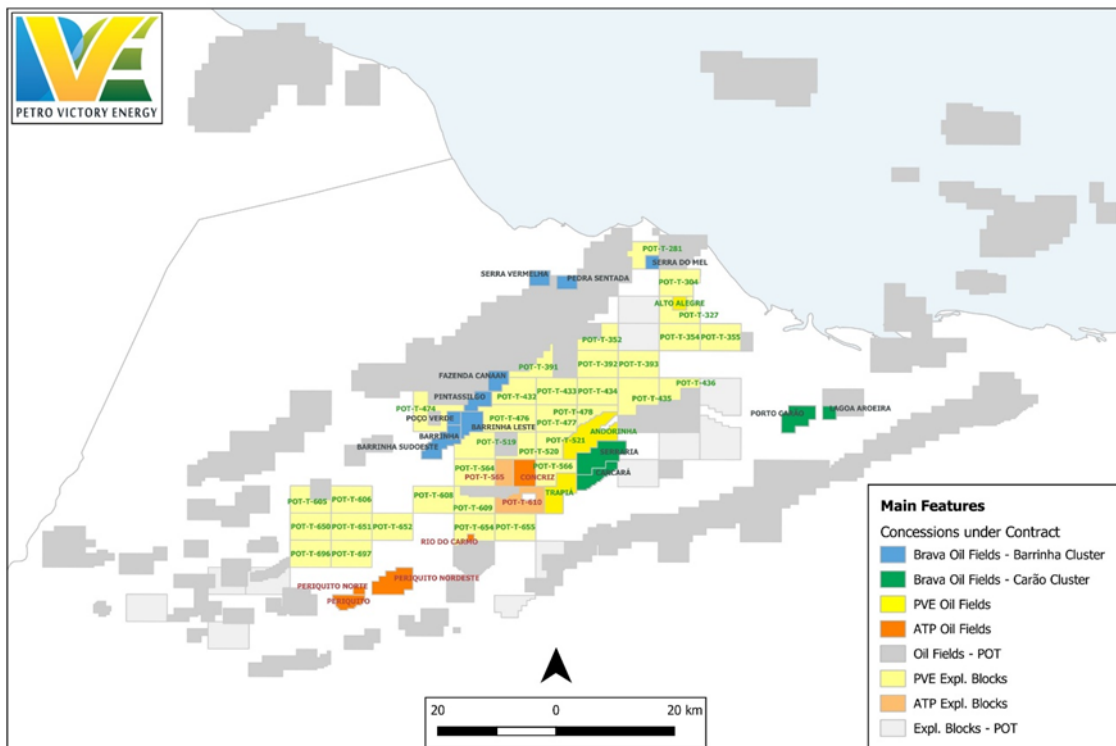 PETRO VICTORY ENERGY
POT-T-281
SERRA DO MEL
SERRA VERMELHA
PEDRA SENTADA
POT-T-304
ALTO ALEGRE
POT-T-327
POT-T-352
POT-T-354
POT-T-355
POT-T-391
POT-T-392
POT-T-393
FAZENDA CANAAN
POT-T-436
PINTASSILGO
POT-T-432
POT-T-433
POT-T-434
POT-T-435
POT-T-474
PORTO CARÃO
LAGOA AROEIRA
POÇO VERDE
POT-T-476
POT-T-478
POT-T-477
BARRINHA LESTE
ANDORINHA
BARRINHA
POT-T-519
POT-T-521
BARRINHA SUDOESTE
POT-T-520
SERRARIA
POT-T-564
POT-T-566
POT-T-565
CONCRIZ
TRAPIÁ
POT-T-605
POT-T-606
POT-T-608
POT-T-610
POT-T-609
POT-T-650
POT-T-651
POT-T-652
POT-T-654
POT-T-655
RIO DO CARMO
POT-T-696
POT-T-697
PERIQUITO NORDESTE
PERIQUITO NORTE
PERIQUITO
Main Features
Concessions under Contract
Brava Oil Fields - Barrinha Cluster
Brava Oil Fields - Carão Cluster
PVE Oil Fields
ATP Oil Fields
Oil Fields - POT
PVE Expl. Blocks
ATP Expl. Blocks
Expl. Blocks - POT
20 0 20 km